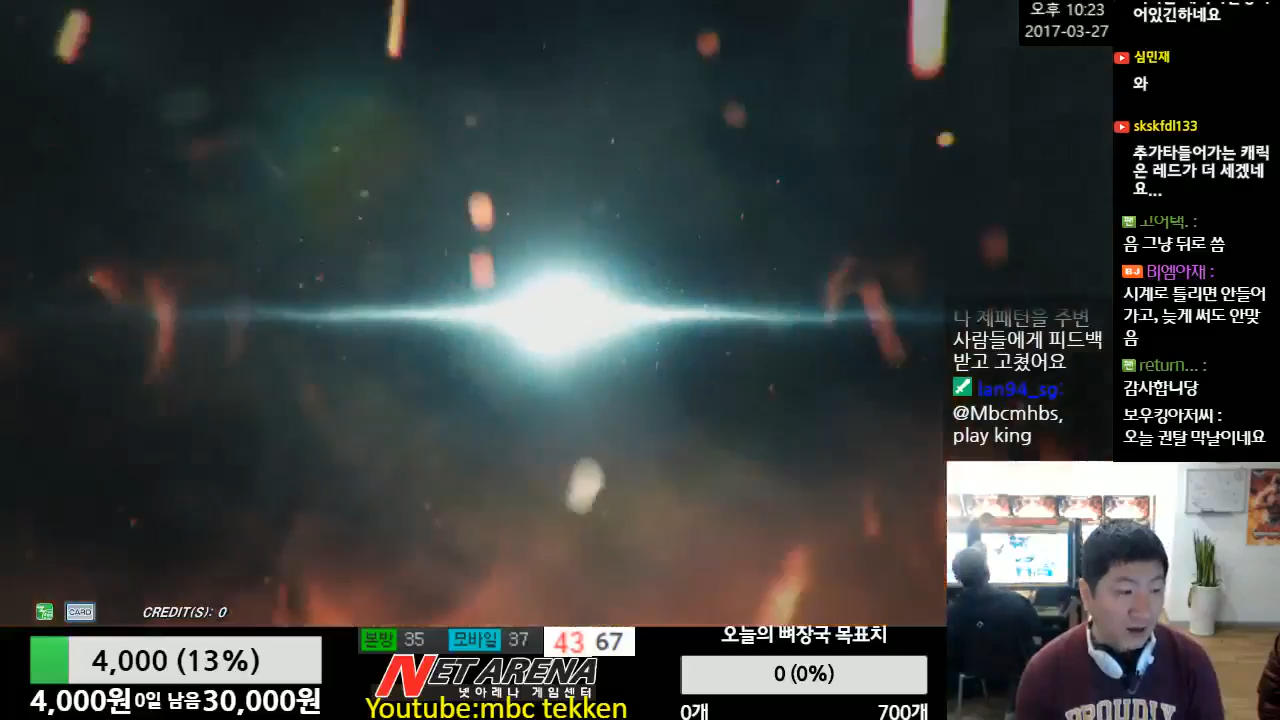 오후 10:23
2017-03-27
어있긴하네요
심민재
와
skskfdl133
추가타들어가는 캐릭
은 레드가 더 세겠네
요...
고어택. :
음 그냥 뒤로 씀
BJ 비엠아재 :
시계로 틀리면 안들어
가고, 늦게 써도 안맞
음
return... :
감사합니당
보우킹아저씨 :
오늘 권탈 막날이네요
나 제패턴을 주변
사람들에게 피드백
받고 고쳤어요
lan94_sg:
@Mbcmhbs,
play king
CARD
CREDIT(S): 0
4,000 (13%)
4,000원 0일 남음 30,000원
본방 35 모바일 37 43 67
NET ARENA
넷아레나 게임센터
Youtube:mbc tekken
오늘의 뼈장국 목표치
0 (0%)
0개 700개
PROUDLY